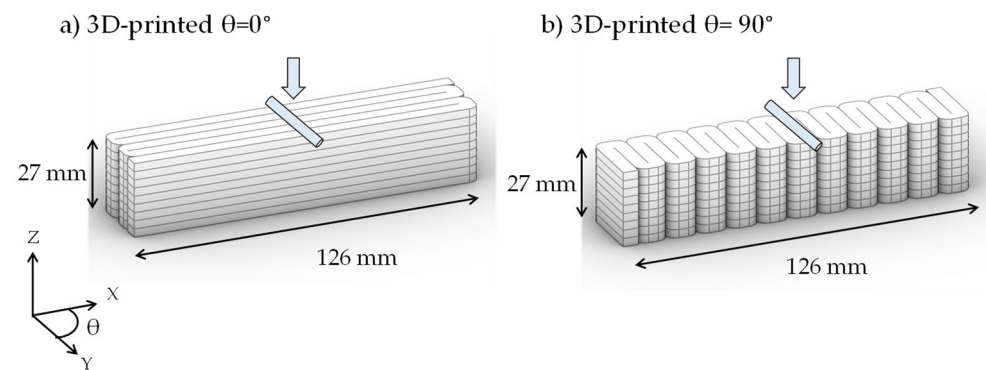 a) 3D-printed Θ=0°
b) 3D-printed Θ= 90°
27 mm
126 mm
27 mm
126 mm
Z
X
Θ
Y